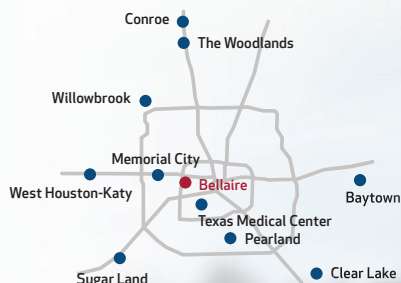 Conroe
The Woodlands
Willowbrook
Memorial City
West Houston-Katy
Bellaire
Baytown
Texas Medical Center
Pearland
Sugar Land
Clear Lake